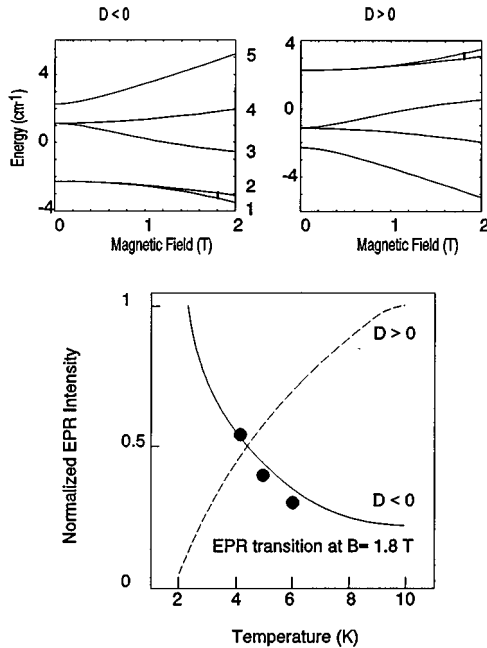 D < 0
D > 0
4
0
-4
Energy (cm⁻¹)
5
4
3
2
1
0
1
2
Magnetic Field (T)
4
0
-4
0
1
2
Magnetic Field (T)
1
0.5
0
Normalized EPR Intensity
D > 0
D < 0
EPR transition at B= 1.8 T
2
4
6
8
10
Temperature (K)